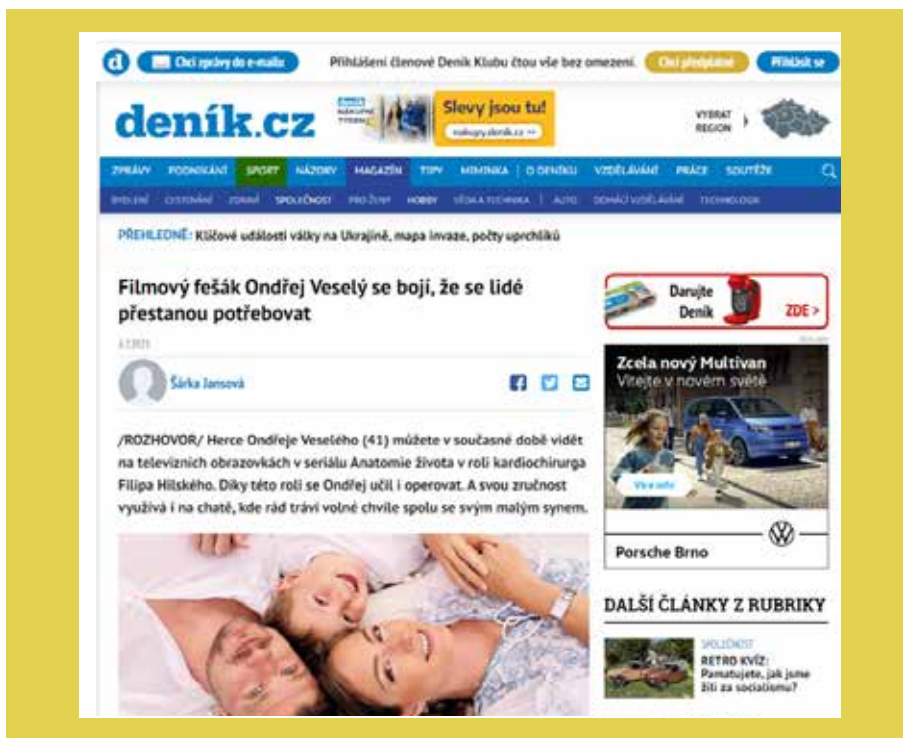 d Chci zprávy do e-mailu Přihlášení členové Deník Klubu čtou vše bez omezení. Chci předplatné Přihlásit se
deník.cz
Slevy jsou tu!
nakupy.denik.cz
VYBRAT
REGION
ZPRÁVY PODNIKÁNÍ SPORT NÁZORY MAGAZÍN TIPY MIMINKA | O DENÍKU VZDĚLÁVÁNÍ PRÁCE SOUTĚŽE
BYDLENÍ CESTOVÁNÍ ZDRAVÍ SPOLEČNOST PRO ŽENY HOBBY VĚDA A TECHNIKA | AUTO DOMÁCÍ VZDĚLÁVÁNÍ TECHNOLOGIE
PŘEHLEDNĚ: Klíčové události války na Ukrajině, mapa invaze, počty uprchlíků
Filmový fešák Ondřej Veselý se bojí, že se lidé
přestanou potřebovat
Šárka Jansová
/ROZHOVOR/ Herce Ondřeje Veselého (41) můžete v současné době vidět
na televizních obrazovkách v seriálu Anatomie života v roli kardiochirurga
Filipa Hilského. Díky této roli se Ondřej učil i operovat. A svou zručnost
využívá i na chatě, kde rád tráví volné chvíle spolu se svým malým synem.
Darujte
Deník
ZDE >
Zcela nový Multivan
Vítejte v novém světě
Více info
Porsche Brno
DALŠÍ ČLÁNKY Z RUBRIKY
SPOLEČNOST
RETRO KVÍZ:
Pamatujete, jak jsme
žili za socialismu?